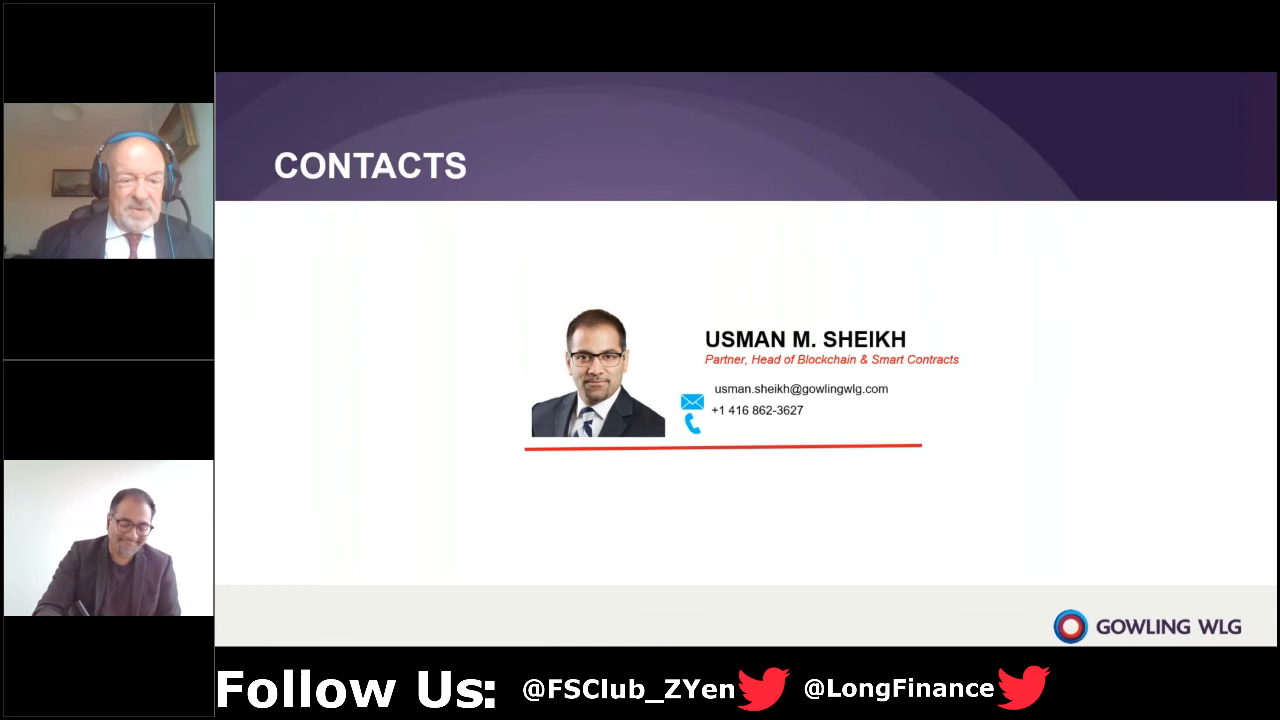 CONTACTS
USMAN M. SHEIKH
Partner, Head of Blockchain & Smart Contracts
usman.sheikh@gowlingwlg.com
+1 416 862-3627
GOWLING WLG
Follow Us: @FSClub_ZYen @LongFinance